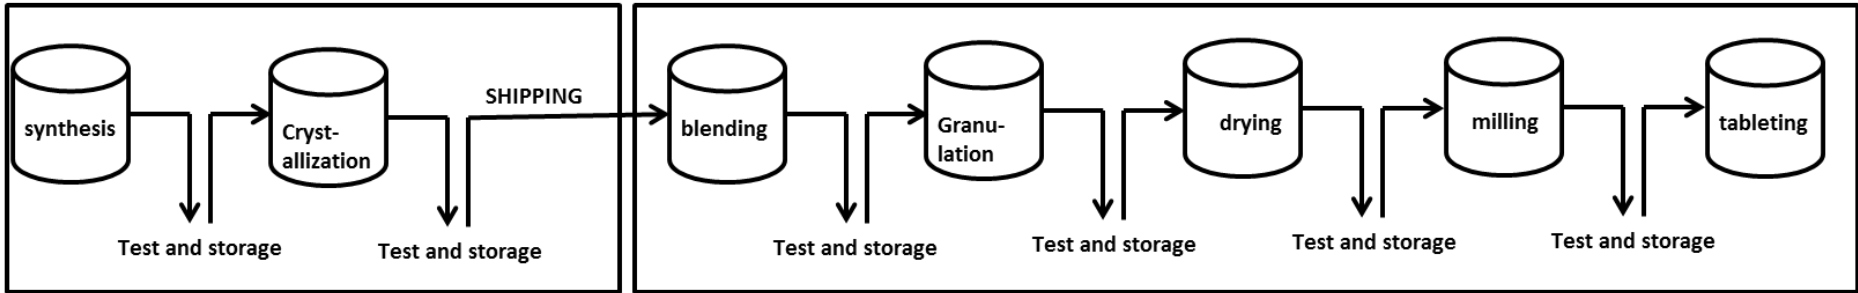 synthesis
Cryst-
allization
SHIPPING
blending
Granu-
lation
drying
milling
tableting
Test and storage
Test and storage
Test and storage
Test and storage
Test and storage
Test and storage